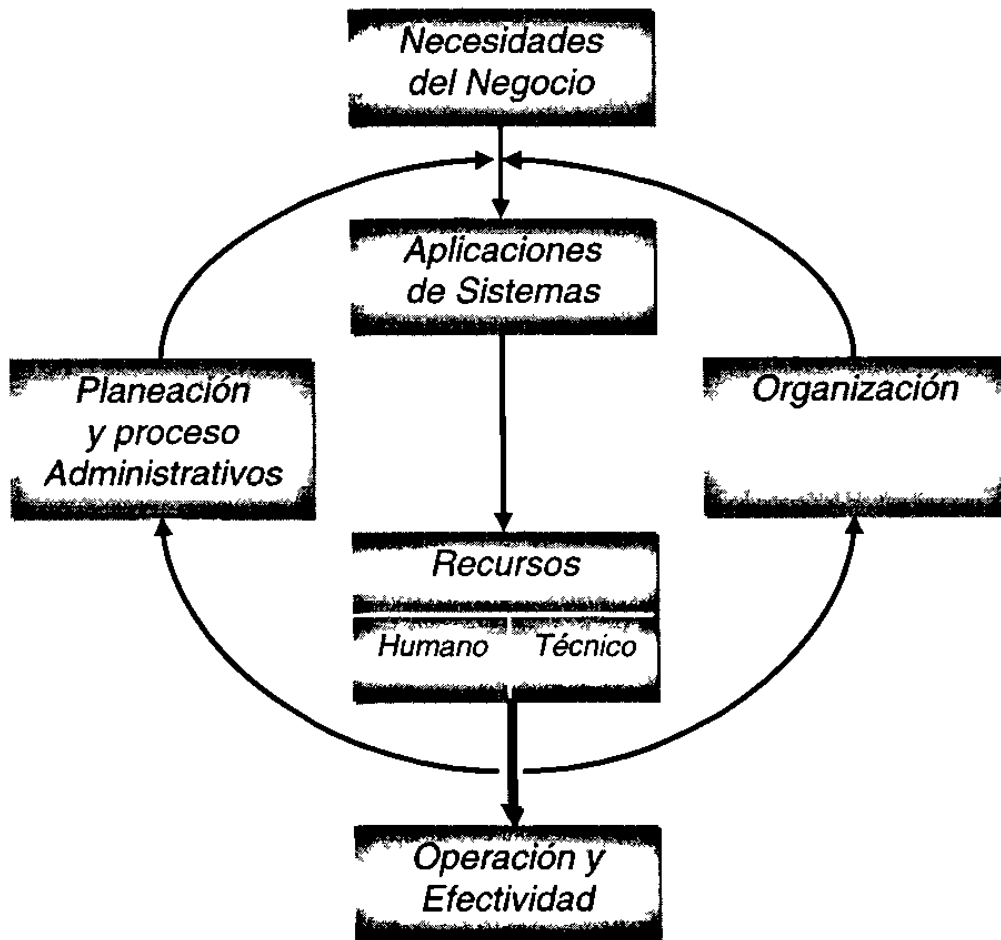 Necesidades
del Negocio
Aplicaciones
de Sistemas
Planeación
y proceso
Administrativos
Organización
Recursos
Humano
Técnico
Operación y
Efectividad